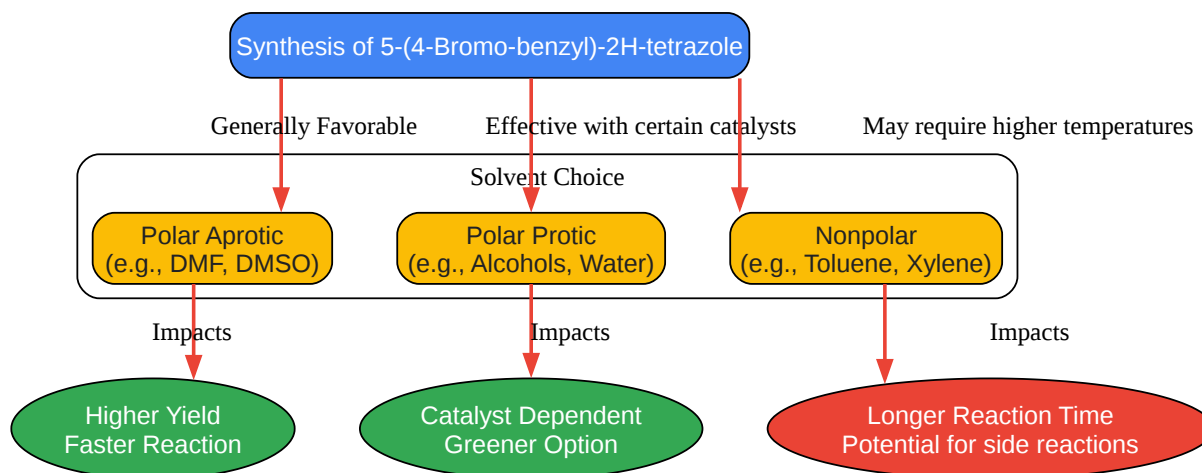 Synthesis of 5-(4-Bromo-benzyl)-2H-tetrazole
Generally Favorable
Effective with certain catalysts
May require higher temperatures
Solvent Choice
Polar Aprotic
(e.g., DMF, DMSO)
Polar Protic
(e.g., Alcohols, Water)
Nonpolar
(e.g., Toluene, Xylene)
Impacts
Impacts
Impacts
Higher Yield
Faster Reaction
Catalyst Dependent
Greener Option
Longer Reaction Time
Potential for side reactions